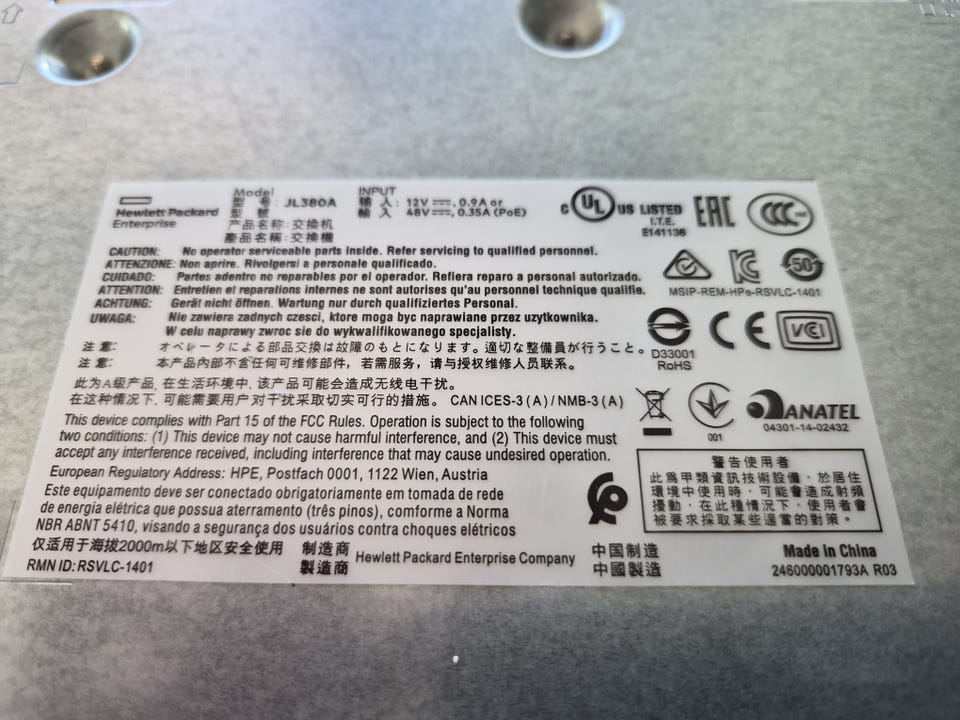 Hewlett Packard
Enterprise
Model
型 号: JL380A
型 號
产品名称: 交换机
產品名稱: 交換機
INPUT
输 人: 12V ⎓, 0.9A or
輸 入 48V ⎓, 0.35A (PoE)
C UL US LISTED
I.T.E.
E141136
EAC
CCC
CAUTION: No operator serviceable parts inside. Refer servicing to qualified personnel.
ATTENZIONE: Non aprire. Rivolgersi a personale qualificado.
CUIDADO: Partes adentro no reparables por el operador. Refiera reparo a personal autorizado.
ATTENTION: Entretien et reparations internes ne sont autorises qu'au personnel technique qualifie.
ACHTUNG: Gerät nicht öffnen. Wartung nur durch qualifiziertes Personal.
UWAGA: Nie zawiera zadnych czesci, ktore moga byc naprawiane przez uzytkownika.
W celu naprawy zwroc sie do wykwalifikowanego specjalisty.
注 意: オペレータによる部品交換は故障のもとになります。適切な整備員が行うこと。
注 意: 本产品內部不含任何可维修部件，若需服务，请与授权维修人员联系。
此为A级产品, 在生活环境中, 该产品可能会造成无线电干扰。
在这种情况下, 可能需要用户对干扰采取切实可行的措施。 CAN ICES-3 (A) / NMB-3 (A)
This device complies with Part 15 of the FCC Rules. Operation is subject to the following
two conditions: (1) This device may not cause harmful interference, and (2) This device must
accept any interference received, including interference that may cause undesired operation.
European Regulatory Address: HPE, Postfach 0001, 1122 Wien, Austria
Este equipamento deve ser conectado obrigatoriamente em tomada de rede
de energia elétrica que possua aterramento (três pinos), comforme a Norma
NBR ABNT 5410, visando a segurança dos usuários contra choques elétricos
仅适用于海拔2000m以下地区安全使用
RMN ID: RSVLC-1401
制造商
製造商
Hewlett Packard Enterprise Company
KC
50
MSIP-REM-HPe-RSVLC-1401
D33001
RoHS
CE
VCI
001
ANATEL
04301-14-02432
警告使用者
此為甲類資訊技術設備，於居住
環境中使用時，可能會造成射頻
擾動，在此種情況下，使用者會
被要求採取某些適當的對策。
中国制造
中國製造
Made in China
246000001793A R03